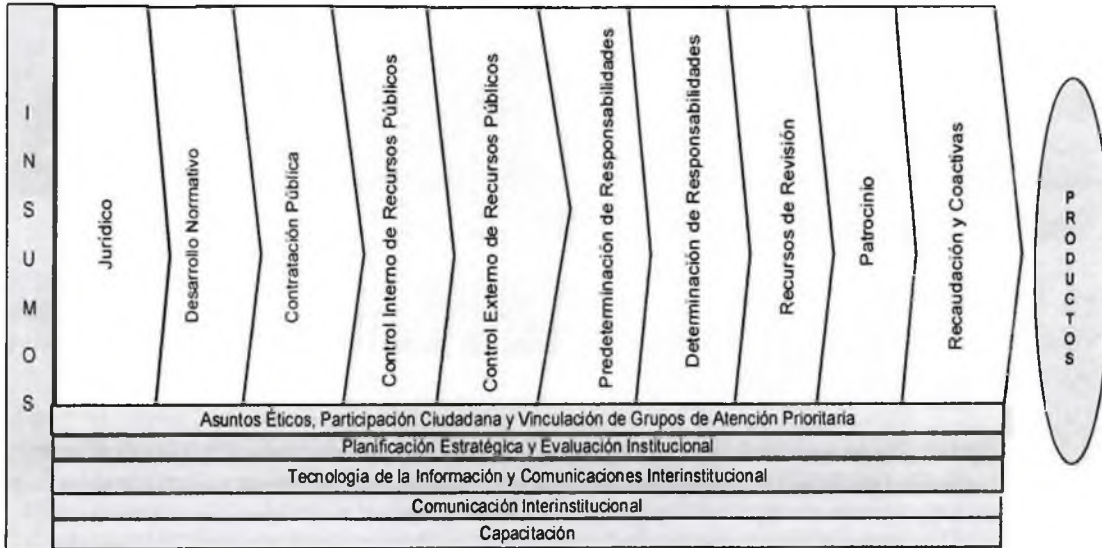 INSUMOS
Jurídico
Desarrollo Normativo
Contratación Pública
Control Interno de Recursos Públicos
Control Externo de Recursos Públicos
Predeterminación de Responsabilidades
Determinación de Responsabilidades
Recursos de Revisión
Patrocinio
Recaudación y Coactivas
PRODUCTOS
Asuntos Éticos, Participación Ciudadana y Vinculación de Grupos de Atención Prioritaria
Planificación Estratégica y Evaluación Institucional
Tecnología de la Información y Comunicaciones Interinstitucional
Comunicación Interinstitucional
Capacitación